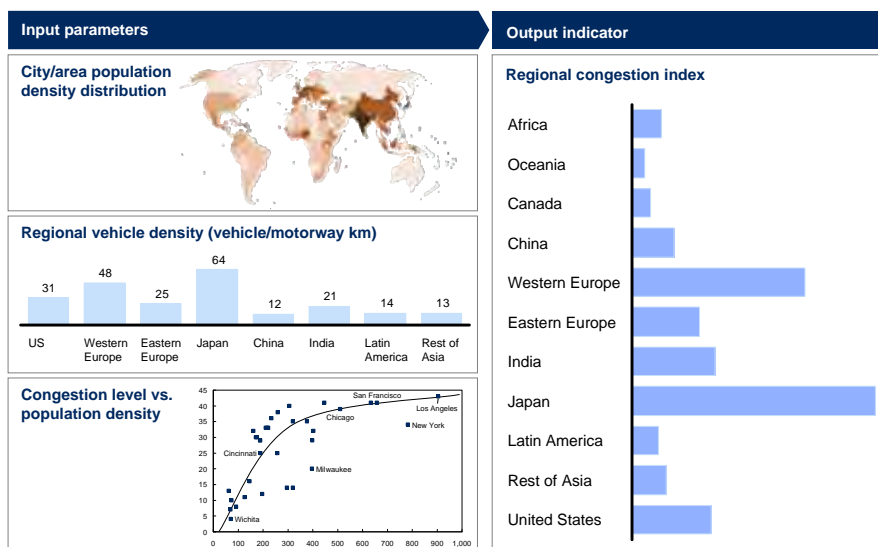 Input parameters
City/area population
density distribution
Regional vehicle density (vehicle/motorway km)
31
48
25
64
12
21
14
13
US
Western
Europe
Eastern
Europe
Japan
China
India
Latin
America
Rest of
Asia
Congestion level vs.
population density
45
40
35
30
25
20
15
10
5
0
San Francisco
Los Angeles
Chicago
New York
Cincinnati
Milwaukee
Wichita
0 100 200 300 400 500 600 700 800 900 1,000
Output indicator
Regional congestion index
Africa
Oceania
Canada
China
Western Europe
Eastern Europe
India
Japan
Latin America
Rest of Asia
United States